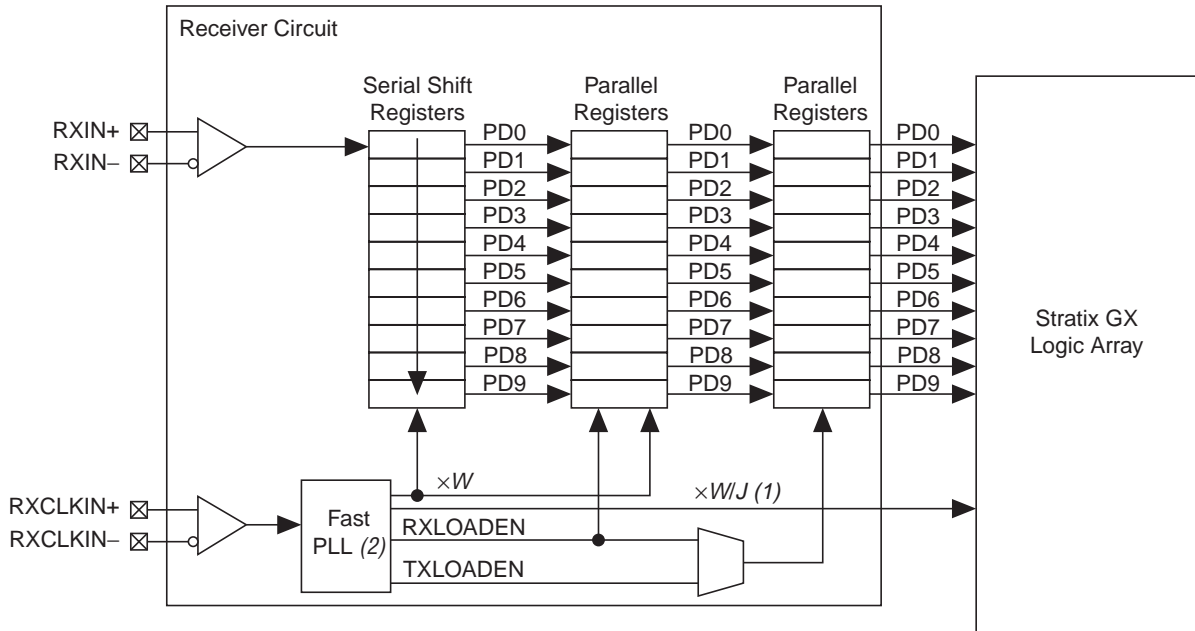 Receiver Circuit
Serial Shift
Registers
Parallel
Registers
Parallel
Registers
RXIN+
RXIN−
PD0 PD0 PD0
PD1 PD1 PD1
PD2 PD2 PD2
PD3 PD3 PD3
PD4 PD4 PD4
PD5 PD5 PD5
PD6 PD6 PD6
PD7 PD7 PD7
PD8 PD8 PD8
PD9 PD9 PD9
Stratix GX
Logic Array
×W
×W/J (1)
RXCLKIN+
RXCLKIN−
Fast
PLL (2)
RXLOADEN
TXLOADEN